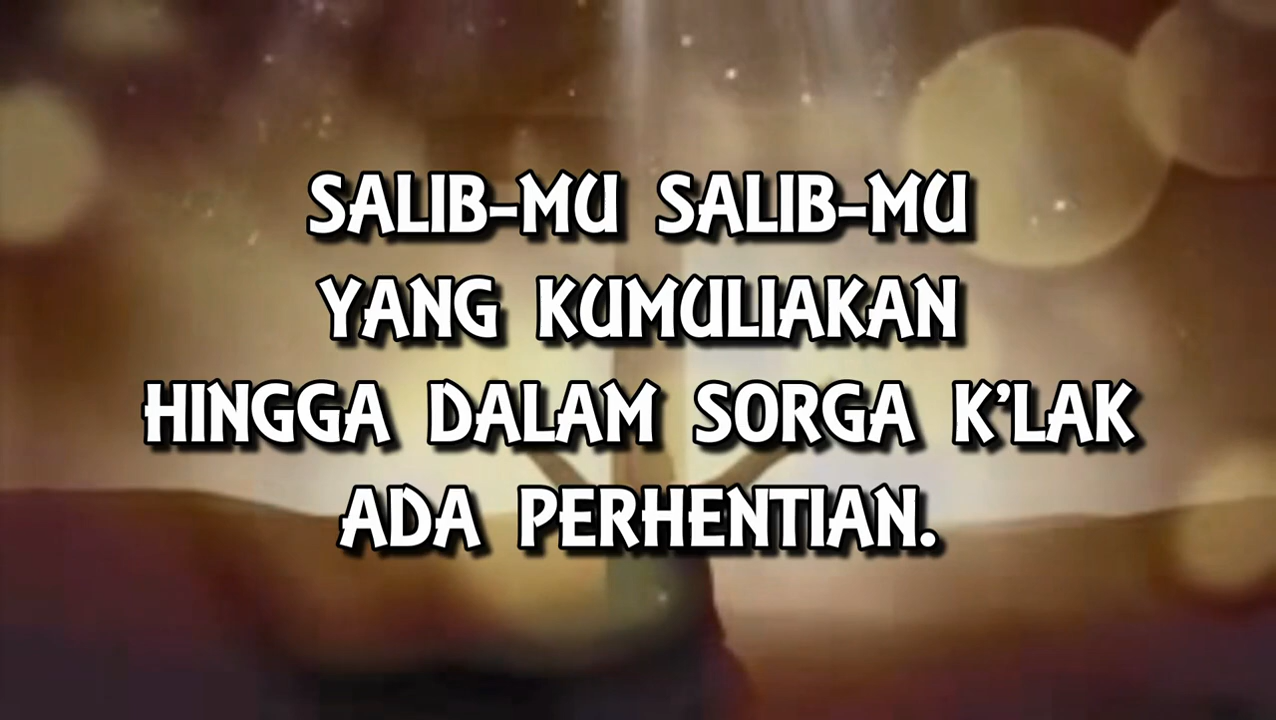 SALIB-MU SALIB-MU
YANG KUMULIAKAN
HINGGA DALAM SORGA K'LAK
ADA PERHENTIAN.